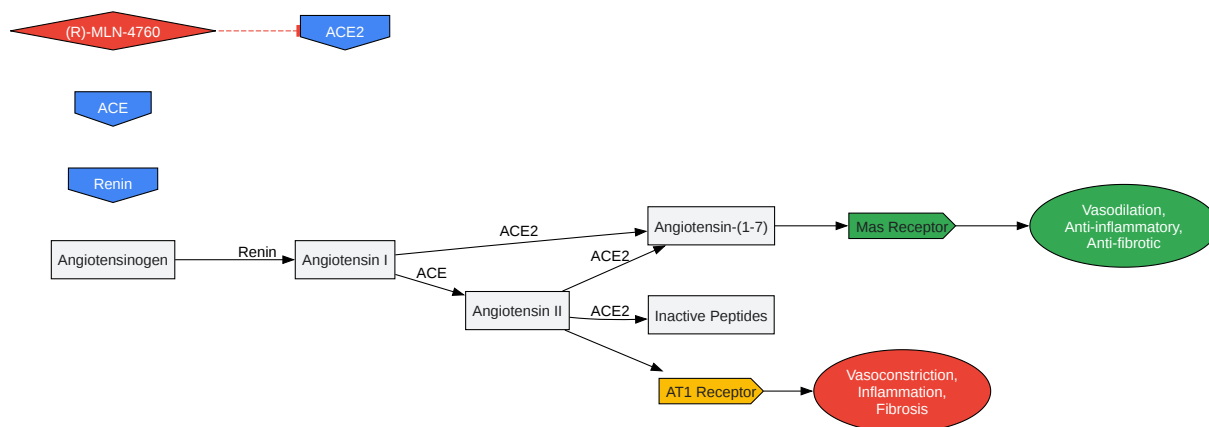 (R)-MLN-4760
ACE2
ACE
Renin
Angiotensinogen
Renin
Angiotensin I
ACE2
ACE
Angiotensin II
ACE2
ACE2
Angiotensin-(1-7)
Inactive Peptides
AT1 Receptor
Mas Receptor
Vasodilation,
Anti-inflammatory,
Anti-fibrotic
Vasoconstriction,
Inflammation,
Fibrosis